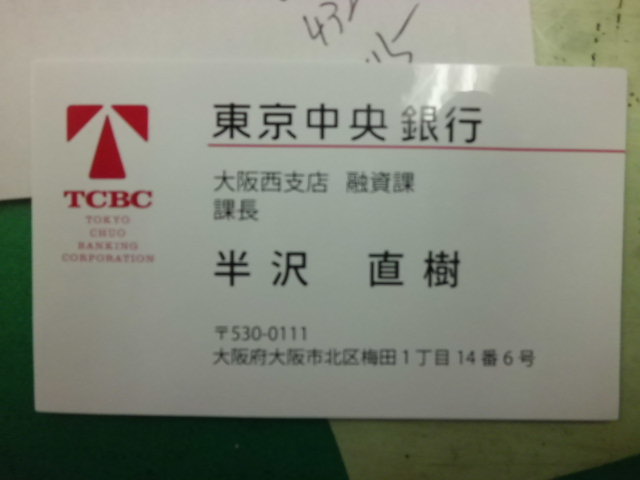 43
東京中央銀行
TCBC
TOKYO
CHUO
BANKING
CORPORATION
大阪西支店 融資課
課長
半沢 直樹
〒530-0111
大阪府大阪市北区梅田1丁目14番6号